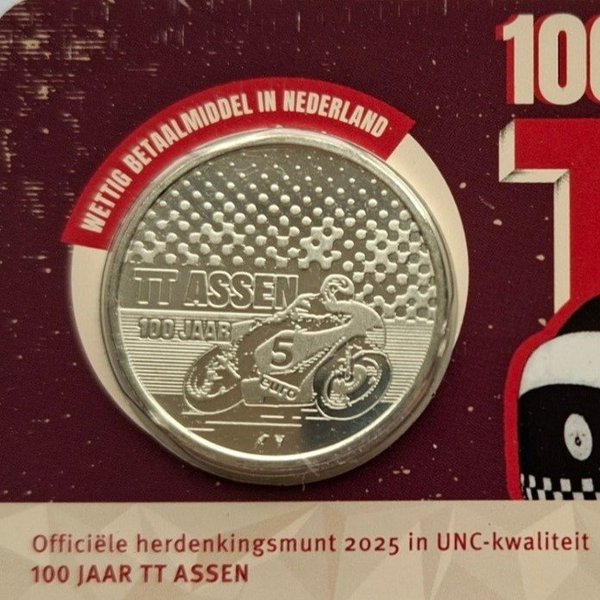 100
T
WETTIG BETAALMIDDEL IN NEDERLAND
TT ASSEN
100 JAAR
5
euro
Officiële herdenkingsmunt 2025 in UNC-kwaliteit
100 JAAR TT ASSEN